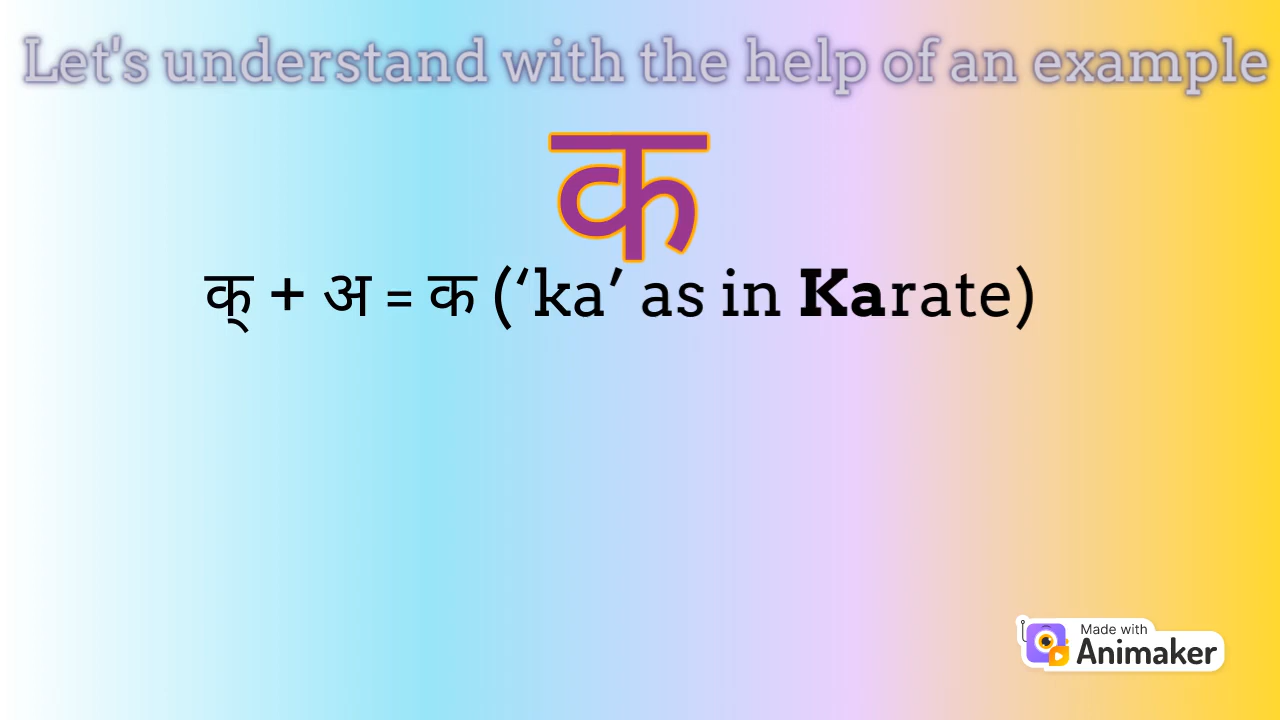 Let's understand with the help of an example
क
क् + अ = क (‘ka’ as in Karate)
Made with
Animaker